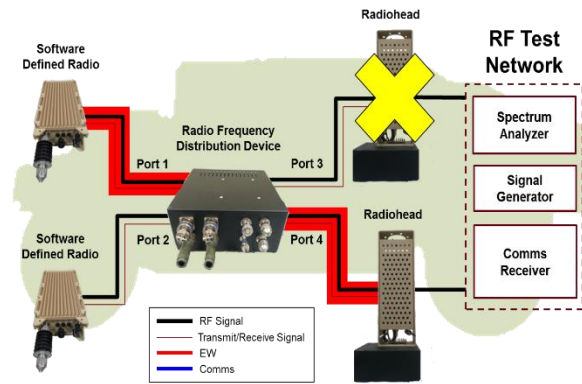 Software
Defined Radio
Radiohead
RF Test
Network
Radio Frequency
Distribution Device
Port 1
Port 3
Spectrum
Analyzer
Signal
Generator
Software
Defined Radio
Port 2
Port 4
Radiohead
Comms
Receiver
RF Signal
Transmit/Receive Signal
EW
Comms